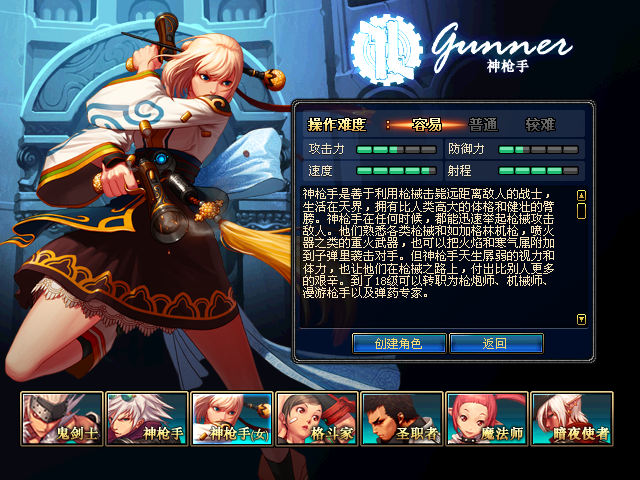 Gunner
神枪手
操作难度 : 容易 普通 较难
攻击力 防御力
速度 射程
神枪手是善于利用枪械击毙远距离敌人的战士，
生活在天界，拥有比人类高大的体格和健壮的臂
膀。神枪手在任何时候，都能迅速举起枪械攻击
敌人。他们熟悉各类枪械和如加格林机枪，喷火
器之类的重火武器，也可以把火焰和寒气属附加
到子弹里袭击对手。但神枪手天生孱弱的视力和
体力，也让他们在枪械之路上，付出比别人更多
的艰辛。到了18级可以转职为枪炮师、机械师、
漫游枪手以及弹药专家。
创建角色 返回
鬼剑士 神枪手 神枪手(女) 格斗家 圣职者 魔法师 暗夜使者